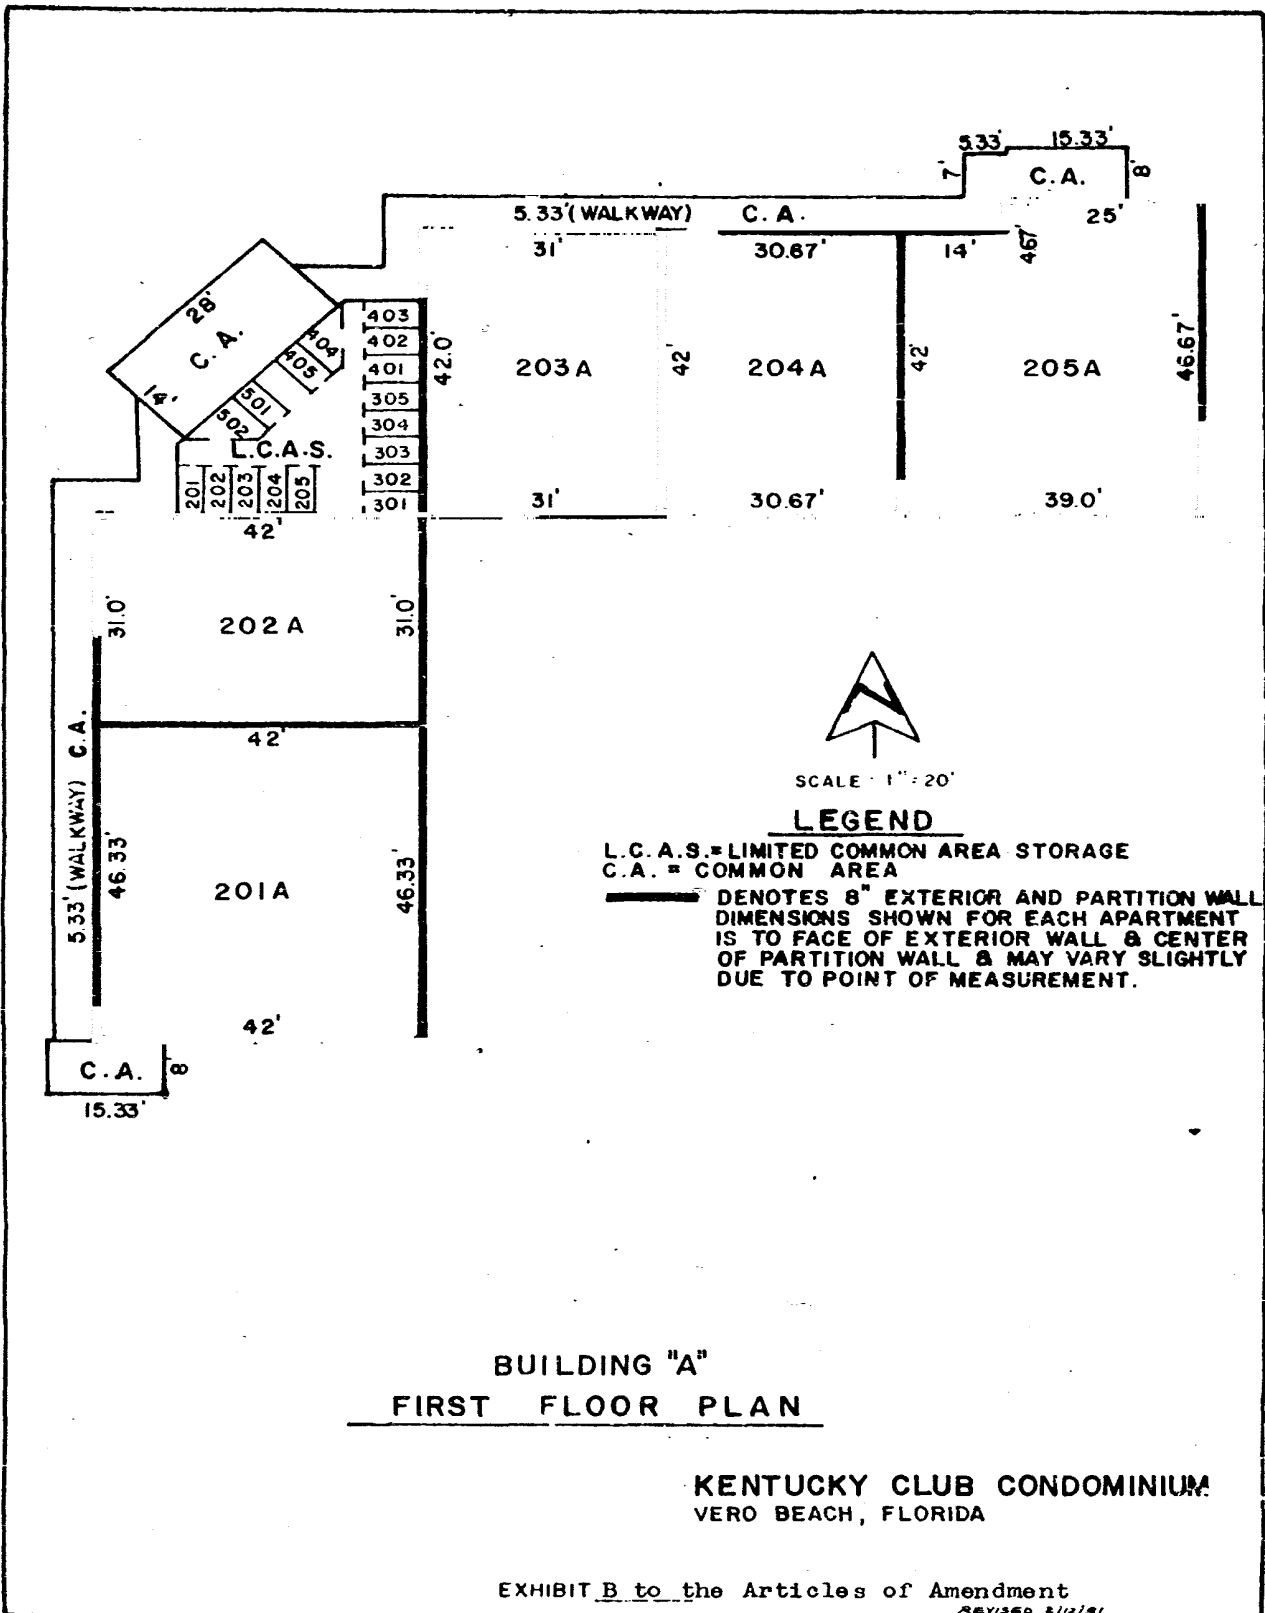 5.33' 15.33'
7' C. A. 8'
5.33' (WALKWAY) C. A. 25'
31' 30.67' 14' 4.67'
28'
C. A.
14'
403
402
401
305
304
303
302
301
404
405
501
502
L.C.A.S.
201 202 203 204 205
42.0' 203A 42' 204A 42' 205A 46.67'
31' 30.67' 39.0'
42'
31.0' 202A 31.0'
42'
5.33' (WALKWAY) C.A.
46.33' 201A 46.33'
42'
C.A. 8'
15.33'
SCALE 1"=20'
LEGEND
L.C.A.S.= LIMITED COMMON AREA STORAGE
C.A. = COMMON AREA
DENOTES 8" EXTERIOR AND PARTITION WALL
DIMENSIONS SHOWN FOR EACH APARTMENT
IS TO FACE OF EXTERIOR WALL & CENTER
OF PARTITION WALL & MAY VARY SLIGHTLY
DUE TO POINT OF MEASUREMENT.
BUILDING "A"
FIRST FLOOR PLAN
KENTUCKY CLUB CONDOMINIUM
VERO BEACH, FLORIDA
EXHIBIT B to the Articles of Amendment
REVISED